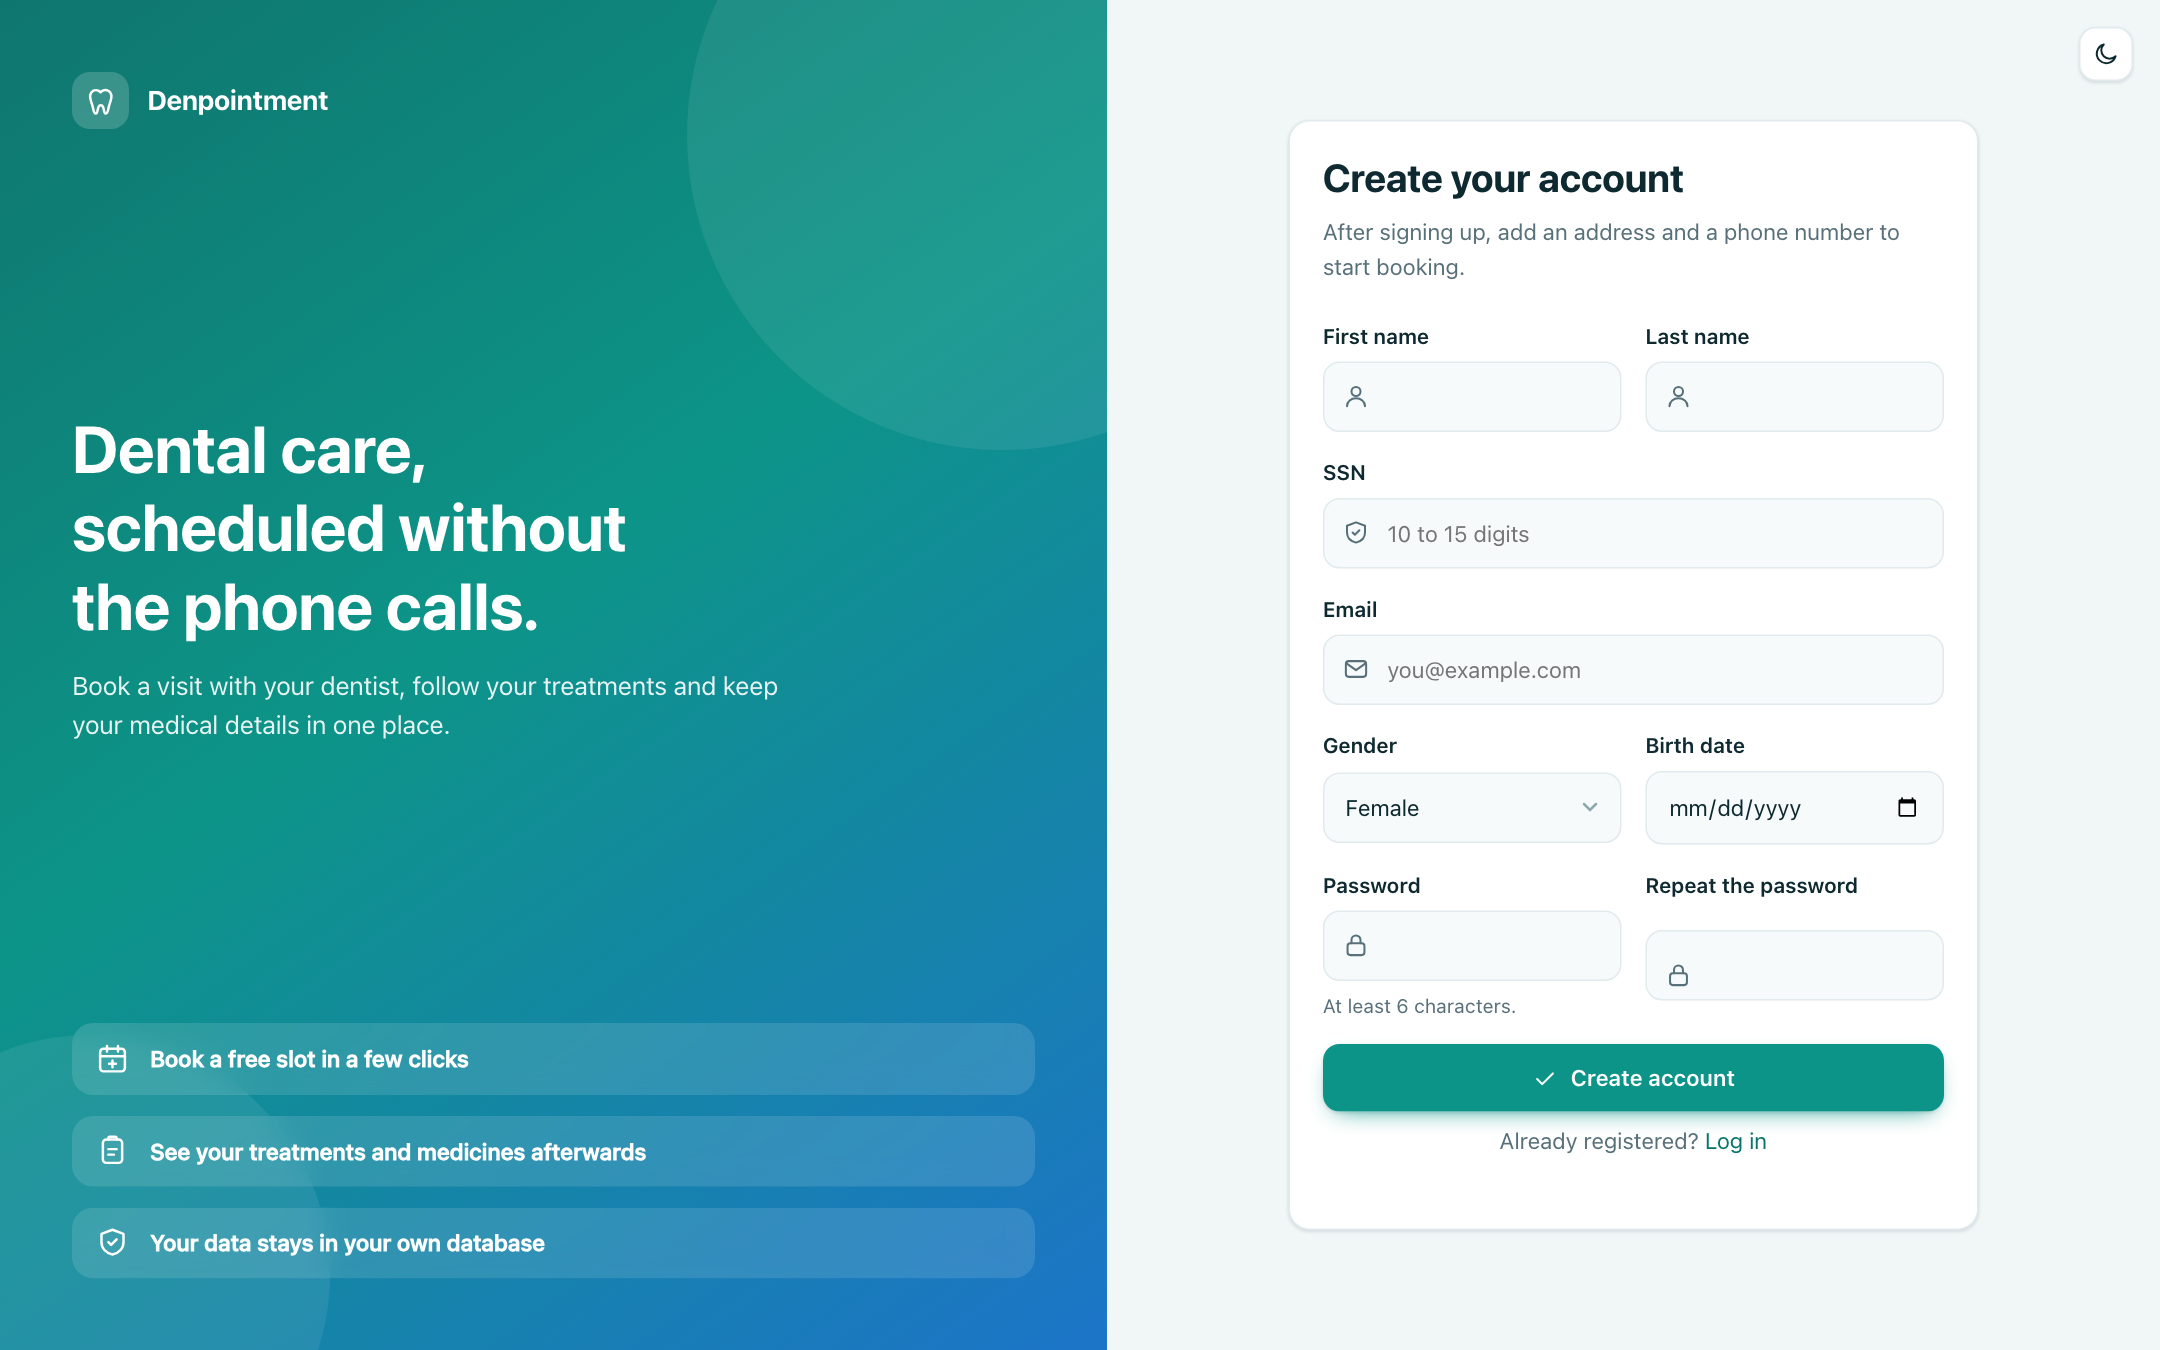 Denpointment
Dental care,
scheduled without
the phone calls.
Book a visit with your dentist, follow your treatments and keep
your medical details in one place.
Book a free slot in a few clicks
See your treatments and medicines afterwards
Your data stays in your own database
Create your account
After signing up, add an address and a phone number to
start booking.
First name
Last name
SSN
10 to 15 digits
Email
you@example.com
Gender
Birth date
Female
mm/dd/yyyy
Password
Repeat the password
At least 6 characters.
Create account
Already registered? Log in